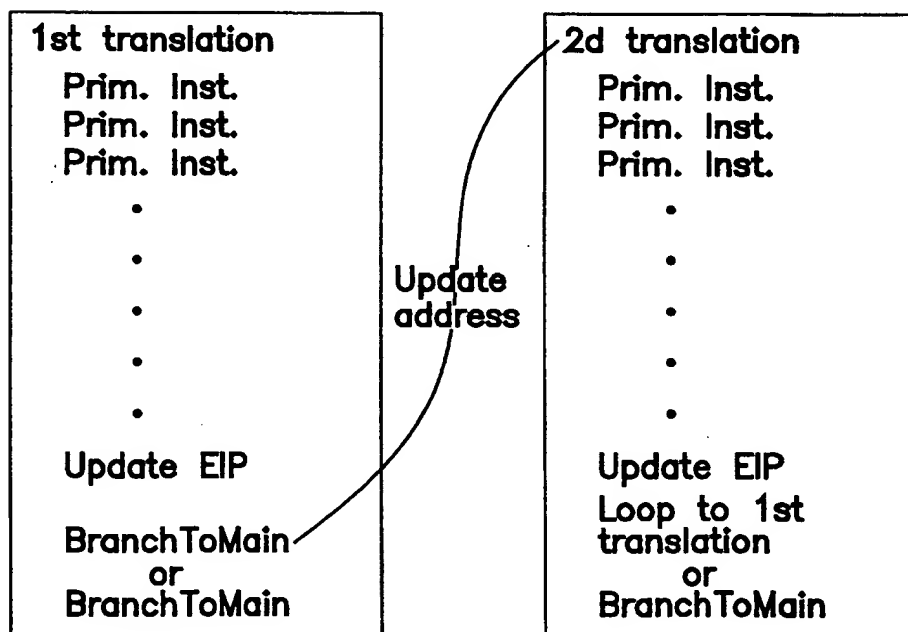 1st translation
Prim. Inst.
Prim. Inst.
Prim. Inst.
Update EIP
BranchToMain
or
BranchToMain
Update
address
2d translation
Prim. Inst.
Prim. Inst.
Prim. Inst.
Update EIP
Loop to 1st
translation
or
BranchToMain